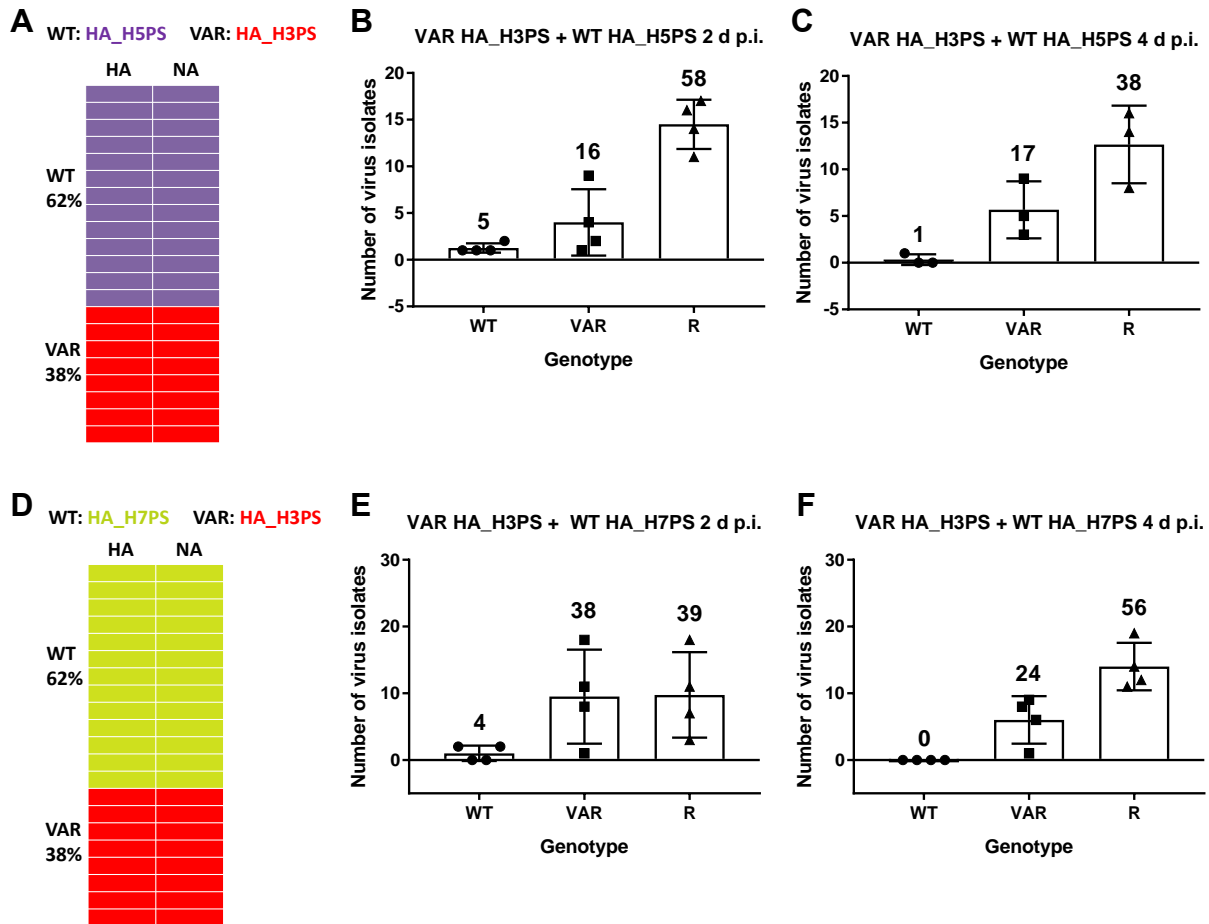 A
WT: HA_H5PS VAR: HA_H3PS
HA NA
WT
62%
VAR
38%
B
VAR HA_H3PS + WT HA_H5PS 2 d p.i.
Number of virus isolates
20
15
10
5
0
-5
5
16
58
WT VAR R
Genotype
C
VAR HA_H3PS + WT HA_H5PS 4 d p.i.
Number of virus isolates
20
15
10
5
0
-5
1
17
38
WT VAR R
Genotype
D
WT: HA_H7PS VAR: HA_H3PS
HA NA
WT
62%
VAR
38%
E
VAR HA_H3PS + WT HA_H7PS 2 d p.i.
Number of virus isolates
30
20
10
0
4
38
39
WT VAR R
Genotype
F
VAR HA_H3PS + WT HA_H7PS 4 d p.i.
Number of virus isolates
30
20
10
0
0
24
56
WT VAR R
Genotype